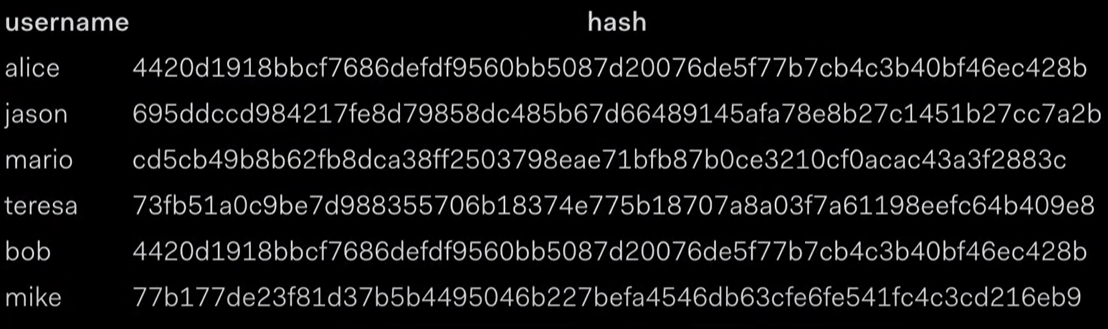 username hash
alice 4420d1918bbcf7686defdf9560bb5087d20076de5f77b7cb4c3b40bf46ec428b
jason 695ddccd984217fe8d79858dc485b67d66489145afa78e8b27c1451b27cc7a2b
mario cd5cb49b8b62fb8dca38ff2503798eae71bfb87b0ce3210cf0acac43a3f2883c
teresa 73fb51a0c9be7d988355706b18374e775b18707a8a03f7a61198eefc64b409e8
bob 4420d1918bbcf7686defdf9560bb5087d20076de5f77b7cb4c3b40bf46ec428b
mike 77b177de23f81d37b5b4495046b227befa4546db63cfe6fe541fc4c3cd216eb9